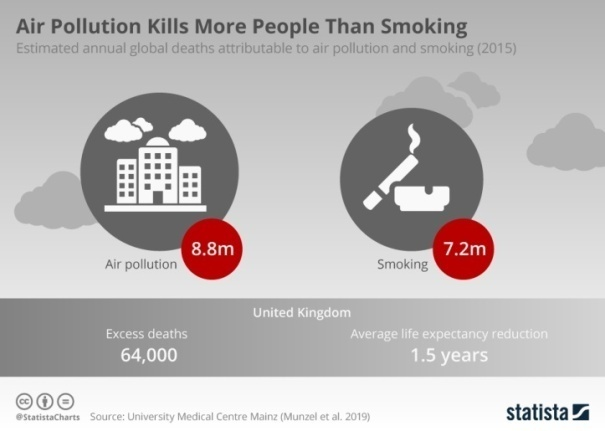 Air Pollution Kills More People Than Smoking
Estimated annual global deaths attributable to air pollution and smoking (2015)
8.8m
Air pollution
7.2m
Smoking
United Kingdom
Excess deaths
64,000
Average life expectancy reduction
1.5 years
@StatistaCharts Source: University Medical Centre Mainz (Munzel et al. 2019)
statista